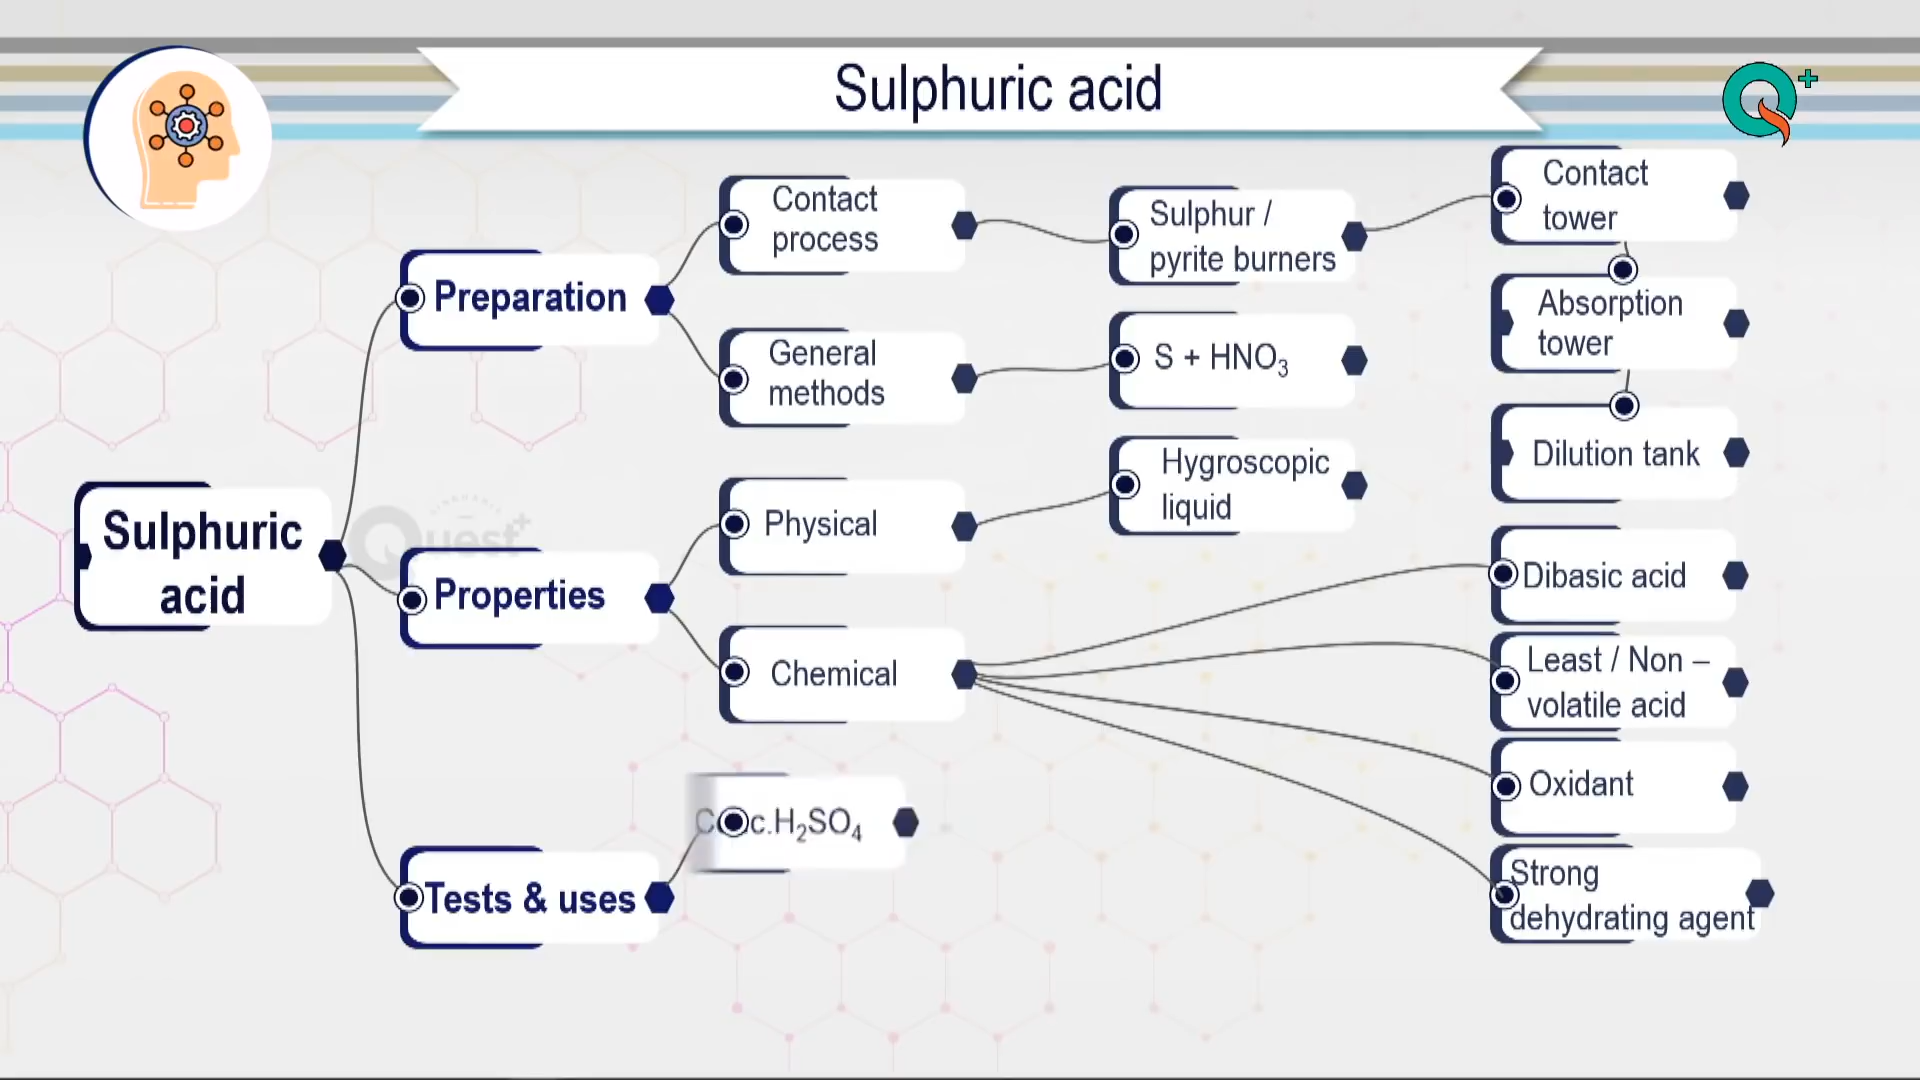 Sulphuric acid
Contact
process
Sulphur /
pyrite burners
Contact
tower
Preparation
General
methods
S + HNO₃
Absorption
tower
Hygroscopic
liquid
Dilution tank
Sulphuric
acid
Quest+
Physical
Properties
Chemical
Dibasic acid
Least / Non –
volatile acid
Oxidant
Strong
dehydrating agent
Tests & uses
H₂SO₄
Q+